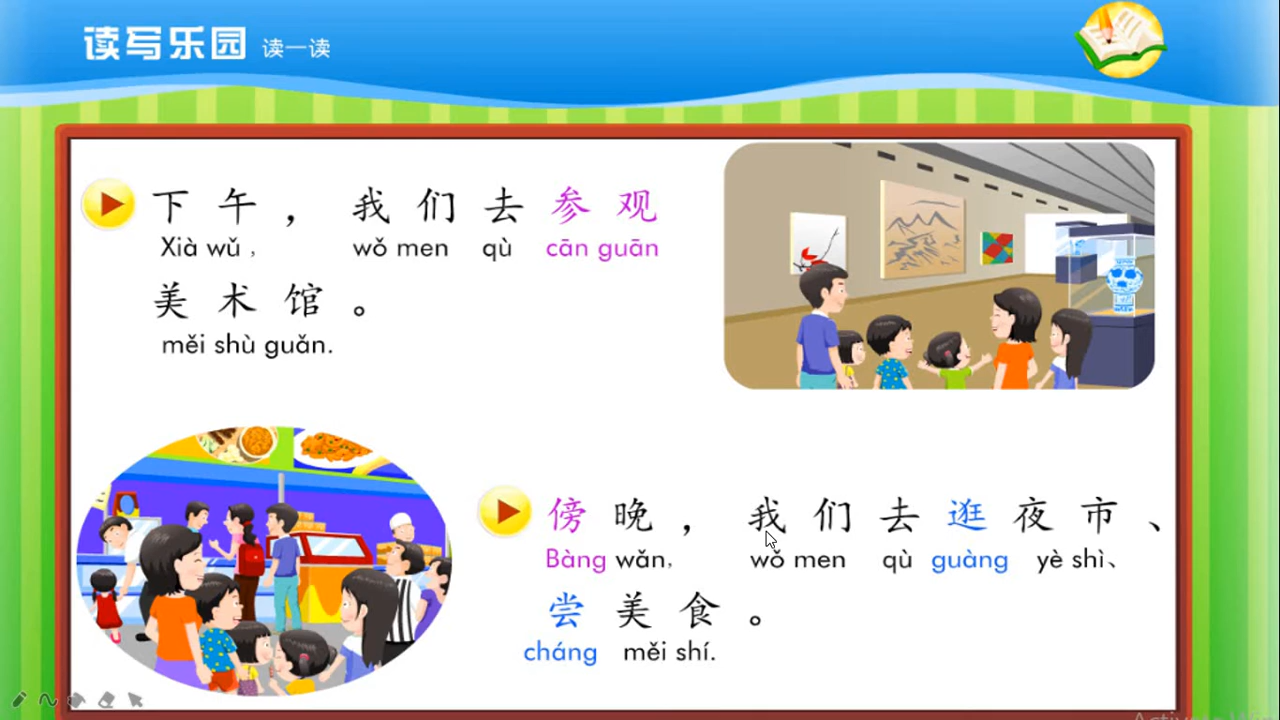 读写乐园 读一读
下午，我们去参观
Xià wǔ， wǒ men qù cān guān
美术馆。
měi shù guǎn.
傍晚，我们去逛夜市、
Bàng wǎn， wǒ men qù guàng yè shì、
尝美食。
cháng měi shí.